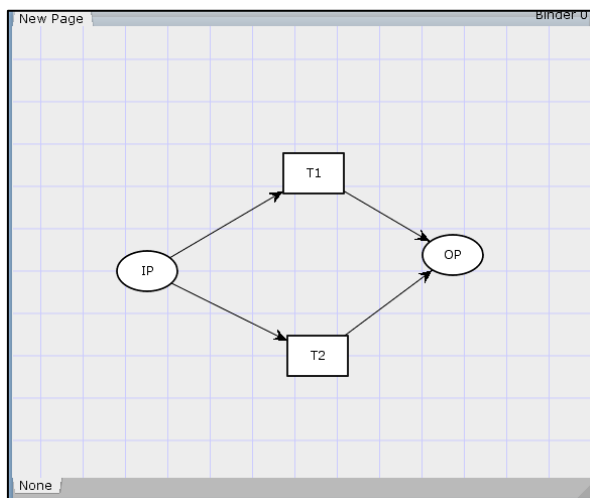 New Page
Binder 0
T1
IP
OP
T2
None